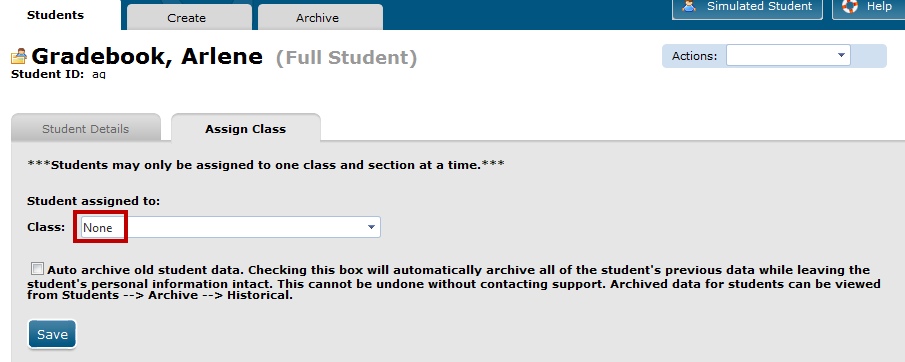 Students
Create
Archive
Simulated Student
Help
Gradebook, Arlene (Full Student)
Student ID: aq
Actions:
Student Details
Assign Class
***Students may only be assigned to one class and section at a time.***
Student assigned to:
Class: None
Auto archive old student data. Checking this box will automatically archive all of the student's previous data while leaving the
student's personal information intact. This cannot be undone without contacting support. Archived data for students can be viewed
from Students --> Archive --> Historical.
Save